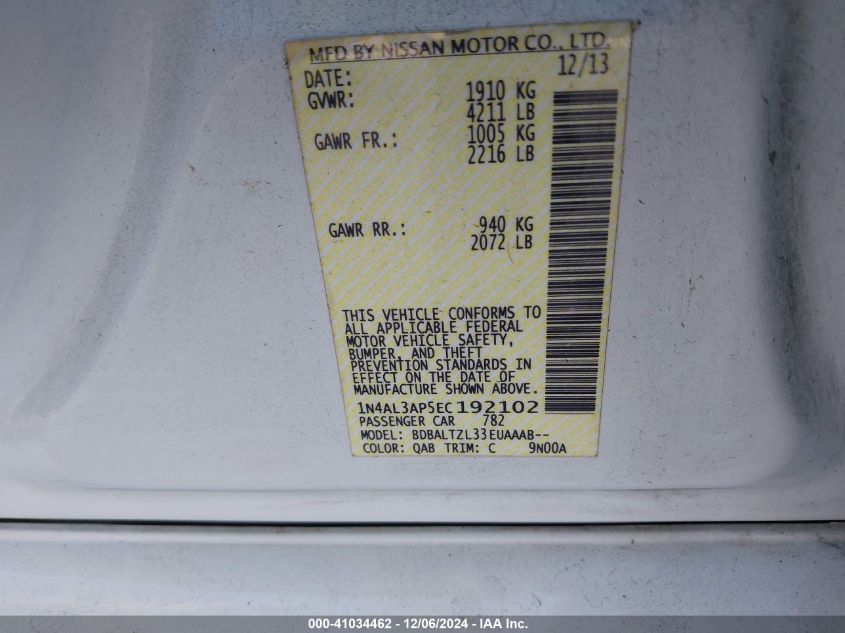 MFD BY NISSAN MOTOR CO., LTD.
DATE: 12/13
GVWR: 1910 KG
4211 LB
GAWR FR.: 1005 KG
2216 LB
GAWR RR.: 940 KG
2072 LB
THIS VEHICLE CONFORMS TO
ALL APPLICABLE FEDERAL
MOTOR VEHICLE SAFETY,
BUMPER, AND THEFT
PREVENTION STANDARDS IN
EFFECT ON THE DATE OF
MANUFACTURE SHOWN ABOVE.
1N4AL3AP5EC192102
PASSENGER CAR 782
MODEL: BDBALTZL33EUAAAB--
COLOR: QAB TRIM: C 9N00A
000-41034462 - 12/06/2024 - IAA Inc.